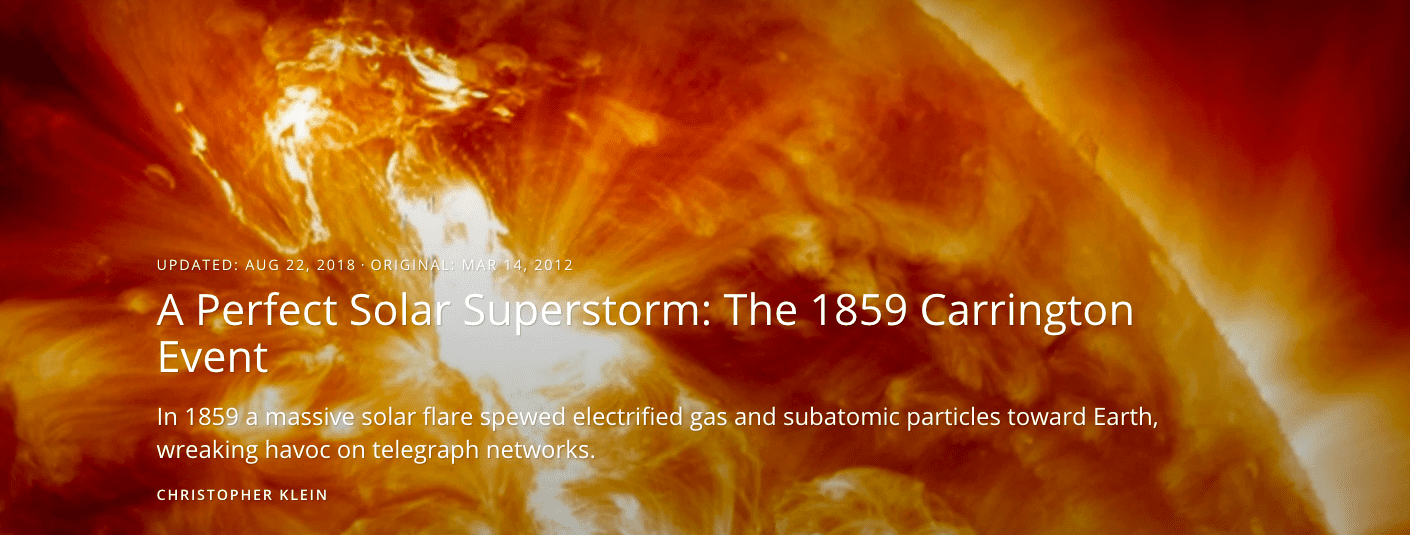 UPDATED: AUG 22, 2018 · ORIGINAL: MAR 14, 2012
A Perfect Solar Superstorm: The 1859 Carrington
Event
In 1859 a massive solar flare spewed electrified gas and subatomic particles toward Earth,
wreaking havoc on telegraph networks.
CHRISTOPHER KLEIN